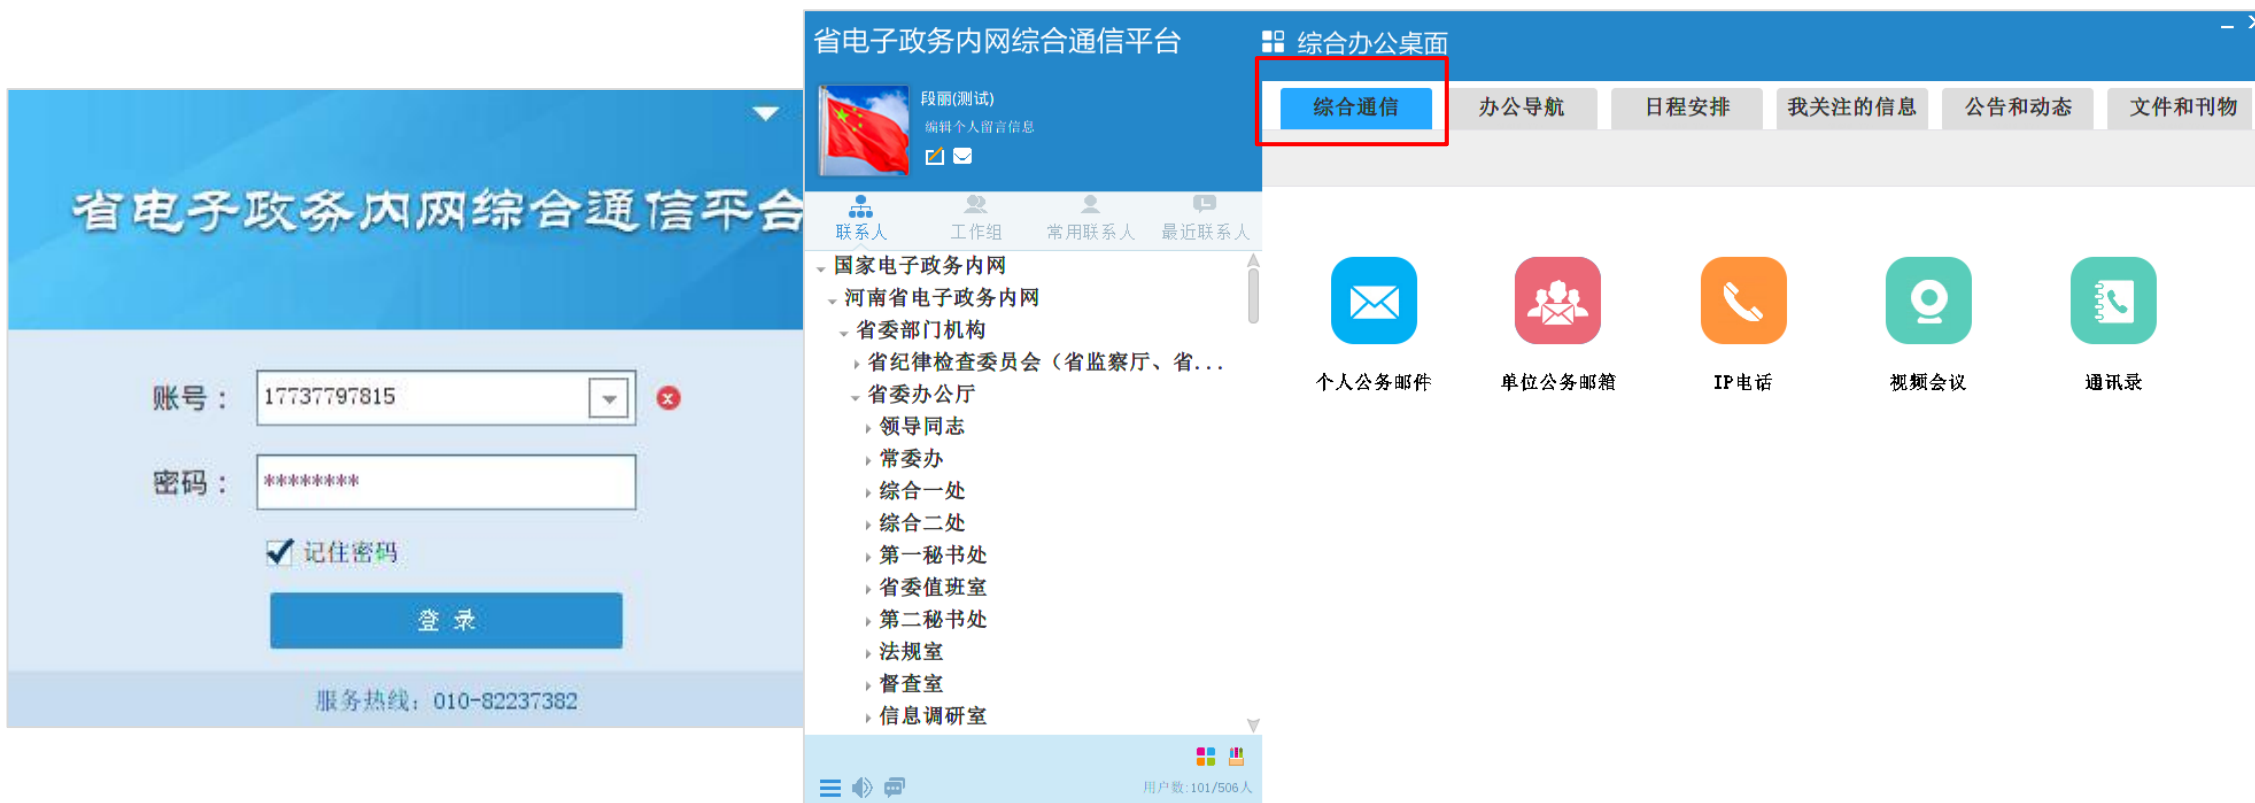 省电子政务内网综合通信平台
账号：
17737797815
密码：
********
记住密码
登 录
服务热线：010-82237382
省电子政务内网综合通信平台
段丽(测试)
编辑个人留言信息
联系人 工作组 常用联系人 最近联系人
国家电子政务内网
河南省电子政务内网
省委部门机构
省纪律检查委员会（省监察厅、省...
省委办公厅
领导同志
常委办
综合一处
综合二处
第一秘书处
省委值班室
第二秘书处
法规室
督查室
信息调研室
用户数:101/506人
综合办公桌面
综合通信 办公导航 日程安排 我关注的信息 公告和动态 文件和刊物
个人公务邮件 单位公务邮箱 IP电话 视频会议 通讯录